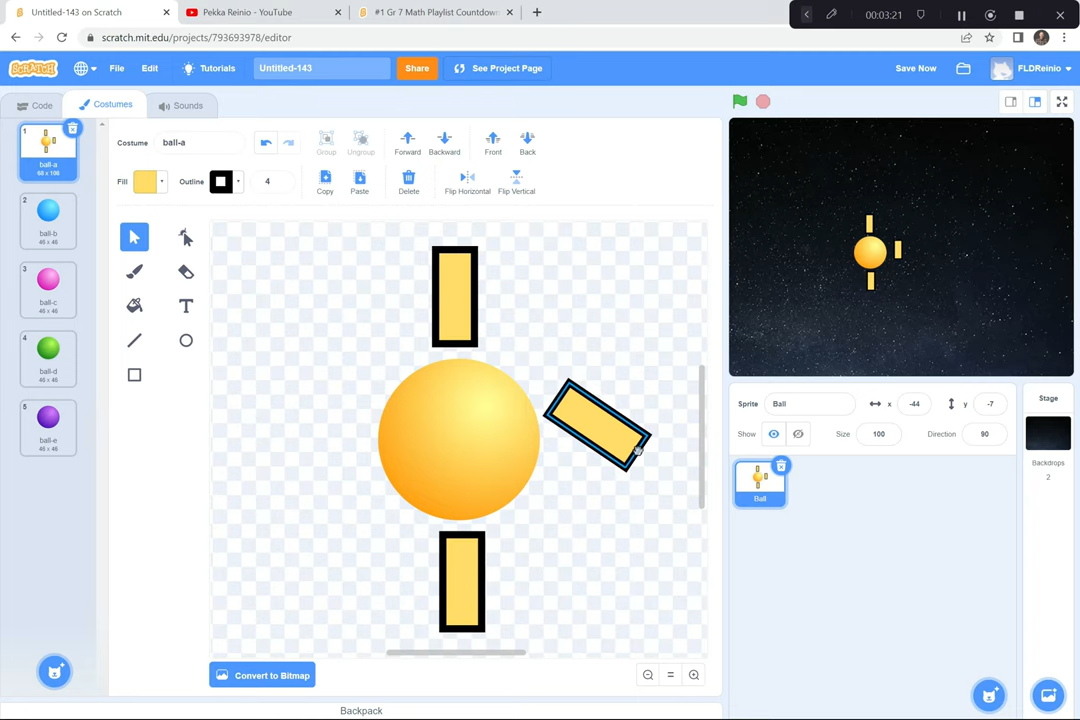 Untitled-143 on Scratch
Pekka Reinio - YouTube
#1 Gr 7 Math Playlist Countdown
00:03:21
scratch.mit.edu/projects/793693978/editor
SCRATCH
File
Edit
Tutorials
Untitled-143
Share
See Project Page
Save Now
FLDReinio
Code
Costumes
Sounds
1
ball-a
68 x 108
2
ball-b
46 x 46
3
ball-c
46 x 46
4
ball-d
46 x 46
5
ball-e
46 x 46
Costume
ball-a
Group
Ungroup
Forward
Backward
Front
Back
Fill
Outline
4
Copy
Paste
Delete
Flip Horizontal
Flip Vertical
T
Convert to Bitmap
Backpack
Sprite
Ball
x
-44
y
-7
Show
Size
100
Direction
90
Ball
Stage
Backdrops
2